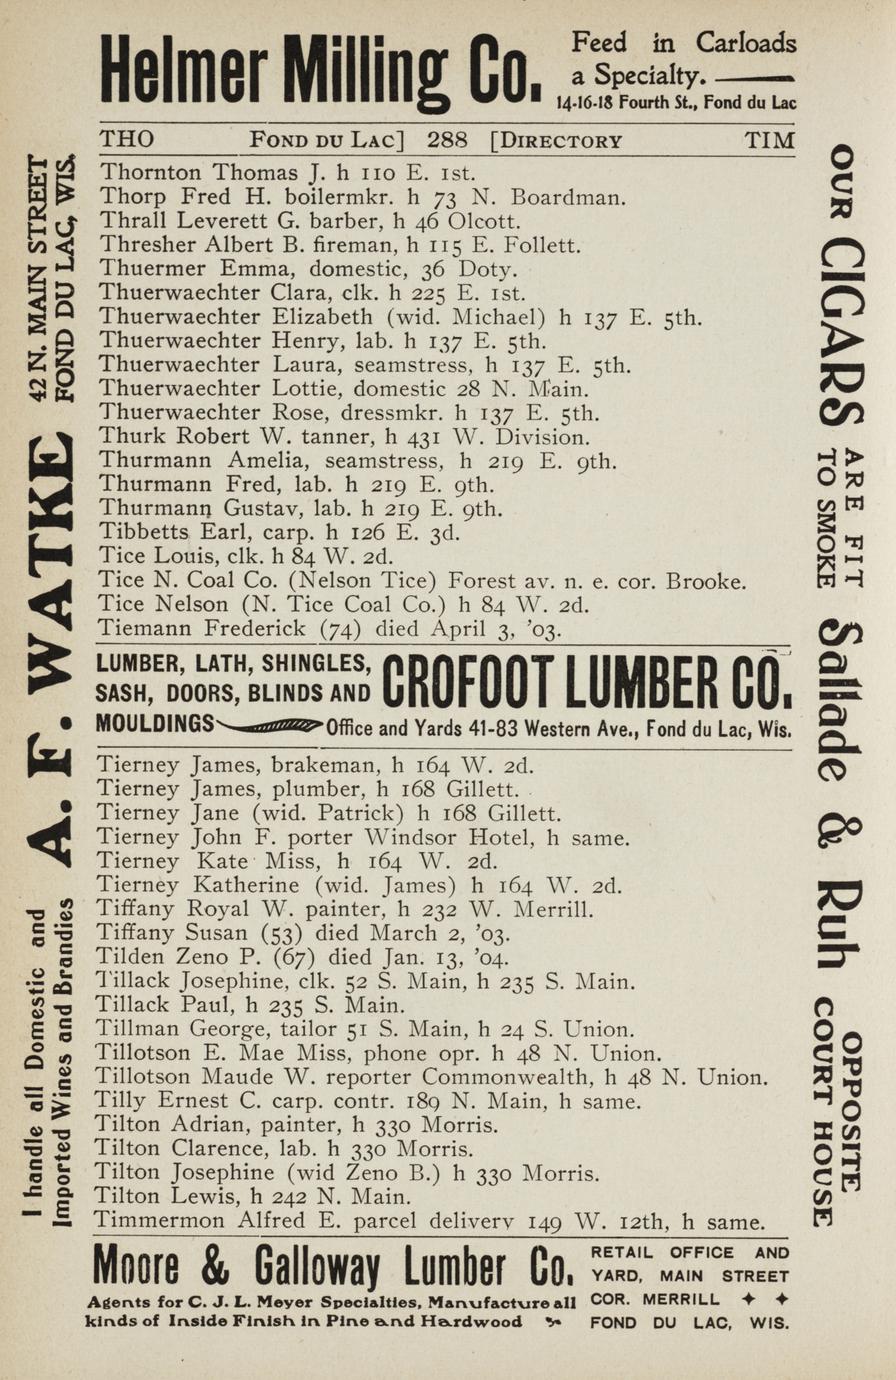 Helmer Milling Co.
Feed in Carloads
a Specialty.
14-16-18 Fourth St., Fond du Lac
THO FOND DU LAC] 288 [DIRECTORY TIM
Thornton Thomas J. h 110 E. 1st.
Thorp Fred H. boilermkr. h 73 N. Boardman.
Thrall Leverett G. barber, h 46 Olcott.
Thresher Albert B. fireman, h 115 E. Follett.
Thuermer Emma, domestic, 36 Doty.
Thuerwaechter Clara, clk. h 225 E. 1st.
Thuerwaechter Elizabeth (wid. Michael) h 137 E. 5th.
Thuerwaechter Henry, lab. h 137 E. 5th.
Thuerwaechter Laura, seamstress, h 137 E. 5th.
Thuerwaechter Lottie, domestic 28 N. Main.
Thuerwaechter Rose, dressmkr. h 137 E. 5th.
Thurk Robert W. tanner, h 431 W. Division.
Thurmann Amelia, seamstress, h 219 E. 9th.
Thurmann Fred, lab. h 219 E. 9th.
Thurmann Gustav, lab. h 219 E. 9th.
Tibbetts Earl, carp. h 126 E. 3d.
Tice Louis, clk. h 84 W. 2d.
Tice N. Coal Co. (Nelson Tice) Forest av. n. e. cor. Brooke.
Tice Nelson (N. Tice Coal Co.) h 84 W. 2d.
Tiemann Frederick (74) died April 3, '03.
LUMBER, LATH, SHINGLES,
SASH, DOORS, BLINDS AND
MOULDINGS
CROFOOT LUMBER CO.
Office and Yards 41-83 Western Ave., Fond du Lac, Wis.
Tierney James, brakeman, h 164 W. 2d.
Tierney James, plumber, h 168 Gillett.
Tierney Jane (wid. Patrick) h 168 Gillett.
Tierney John F. porter Windsor Hotel, h same.
Tierney Kate Miss, h 164 W. 2d.
Tierney Katherine (wid. James) h 164 W. 2d.
Tiffany Royal W. painter, h 232 W. Merrill.
Tiffany Susan (53) died March 2, '03.
Tilden Zeno P. (67) died Jan. 13, '04.
Tillack Josephine, clk. 52 S. Main, h 235 S. Main.
Tillack Paul, h 235 S. Main.
Tillman George, tailor 51 S. Main, h 24 S. Union.
Tillotson E. Mae Miss, phone opr. h 48 N. Union.
Tillotson Maude W. reporter Commonwealth, h 48 N. Union.
Tilly Ernest C. carp. contr. 189 N. Main, h same.
Tilton Adrian, painter, h 330 Morris.
Tilton Clarence, lab. h 330 Morris.
Tilton Josephine (wid Zeno B.) h 330 Morris.
Tilton Lewis, h 242 N. Main.
Timmermon Alfred E. parcel delivery 149 W. 12th, h same.
Moore & Galloway Lumber Co.
Agents for C. J. L. Meyer Specialties, Manufacture all
kinds of Inside Finish in Pine and Hardwood
RETAIL OFFICE AND
YARD, MAIN STREET
COR. MERRILL
FOND DU LAC, WIS.
I handle all Domestic and
Imported Wines and Brandies
A. F. WATKE
42 N. MAIN STREET
FOND DU LAC, WIS.
OUR CIGARS
ARE FIT
TO SMOKE
Sallade & Ruh
OPPOSITE
COURT HOUSE